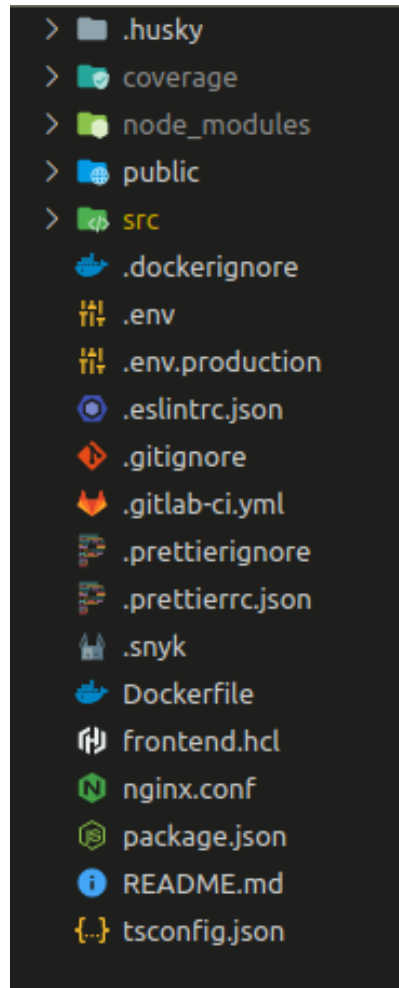 .husky
coverage
node_modules
public
src
.dockerignore
.env
.env.production
.eslintrc.json
.gitignore
.gitlab-ci.yml
.prettierignore
.prettierrc.json
.snyk
Dockerfile
frontend.hcl
nginx.conf
package.json
README.md
tsconfig.json